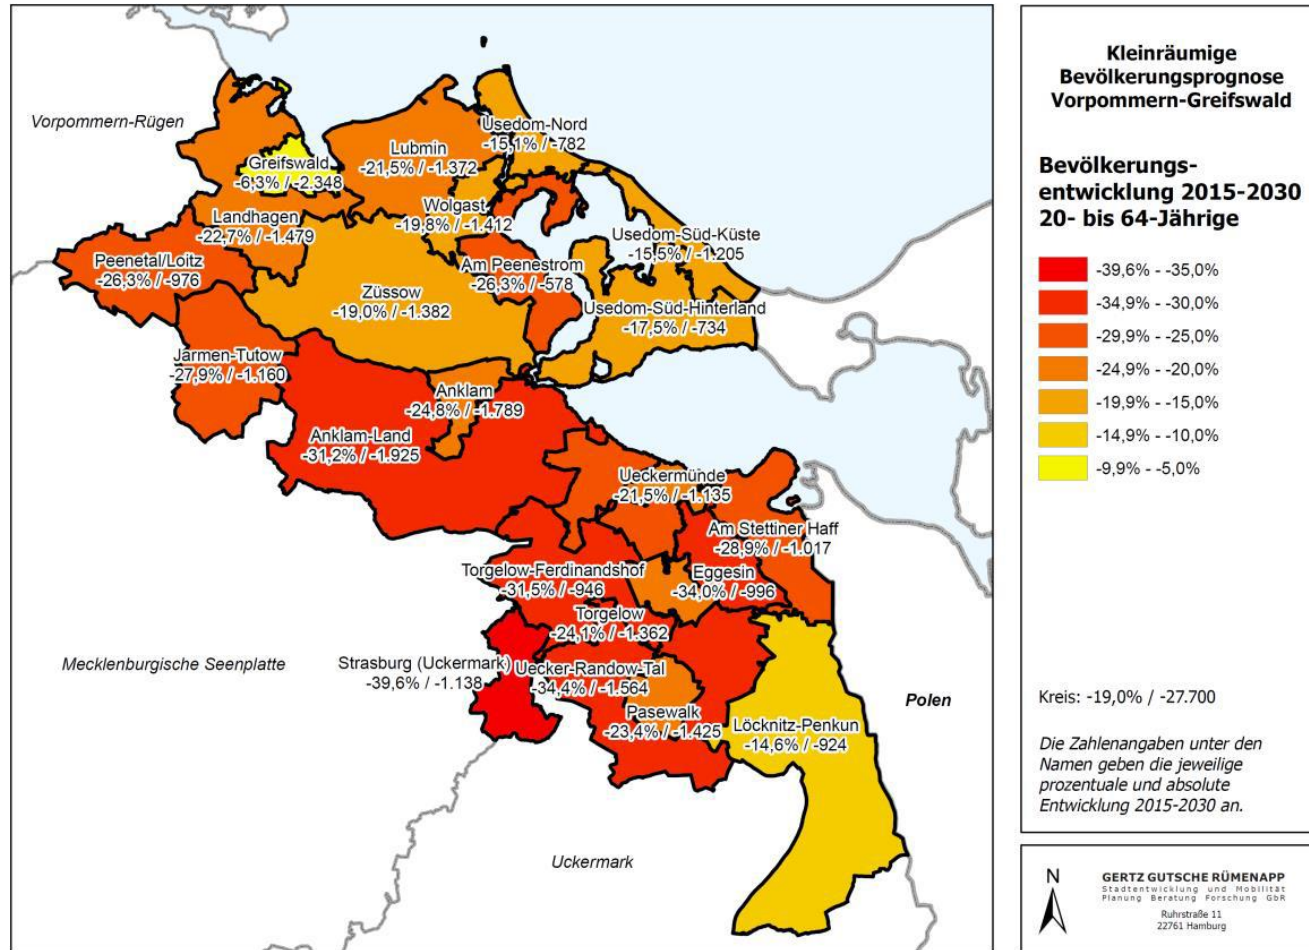 Vorpommern-Rügen
Usedom-Nord
-15,1% / -782
Lubmin
-21,5% / -1.372
Greifswald
-6,3% / -2.348
Wolgast
-19,8% / -1.412
Landhagen
-22,7% / -1.479
Usedom-Süd-Küste
-15,5% / -1.205
Peenetal/Loitz
-26,3% / -976
Am Peenestrom
-26,3% / -578
Züssow
-19,0% / -1.382
Usedom-Süd-Hinterland
-17,5% / -734
Jarmen-Tutow
-27,9% / -1.160
Anklam
-24,8% / -1.789
Anklam-Land
-31,2% / -1.925
Ueckermünde
-21,5% / -1.135
Am Stettiner Haff
-28,9% / -1.017
Torgelow-Ferdinandshof
-31,5% / -946
Eggesin
-34,0% / -996
Torgelow
-24,1% / -1.362
Mecklenburgische Seenplatte
Strasburg (Uckermark)
-39,6% / -1.138
Uecker-Randow-Tal
-34,4% / -1.564
Polen
Pasewalk
-23,4% / -1.425
Löcknitz-Penkun
-14,6% / -924
Uckermark
Kleinräumige
Bevölkerungsprognose
Vorpommern-Greifswald
Bevölkerungs-
entwicklung 2015-2030
20- bis 64-Jährige
-39,6% - -35,0%
-34,9% - -30,0%
-29,9% - -25,0%
-24,9% - -20,0%
-19,9% - -15,0%
-14,9% - -10,0%
-9,9% - -5,0%
Kreis: -19,0% / -27.700
Die Zahlenangaben unter den
Namen geben die jeweilige
prozentuale und absolute
Entwicklung 2015-2030 an.
N
GERTZ GUTSCHE RÜMENAPP
Stadtentwicklung und Mobilität
Planung Beratung Forschung GbR
Ruhrstraße 11
22761 Hamburg